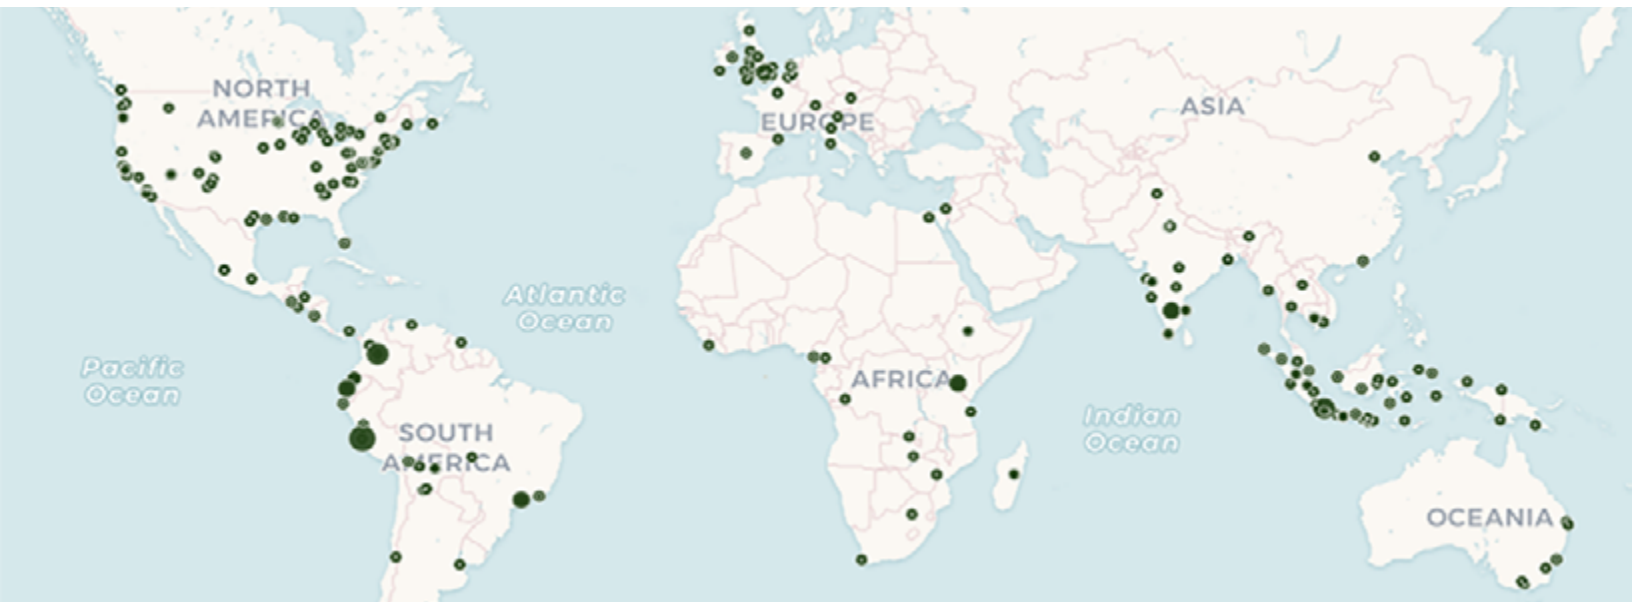 NORTH
AMERICA
EUROPE
ASIA
Atlantic
Ocean
Pacific
Ocean
AFRICA
Indian
Ocean
SOUTH
AMERICA
OCEANIA